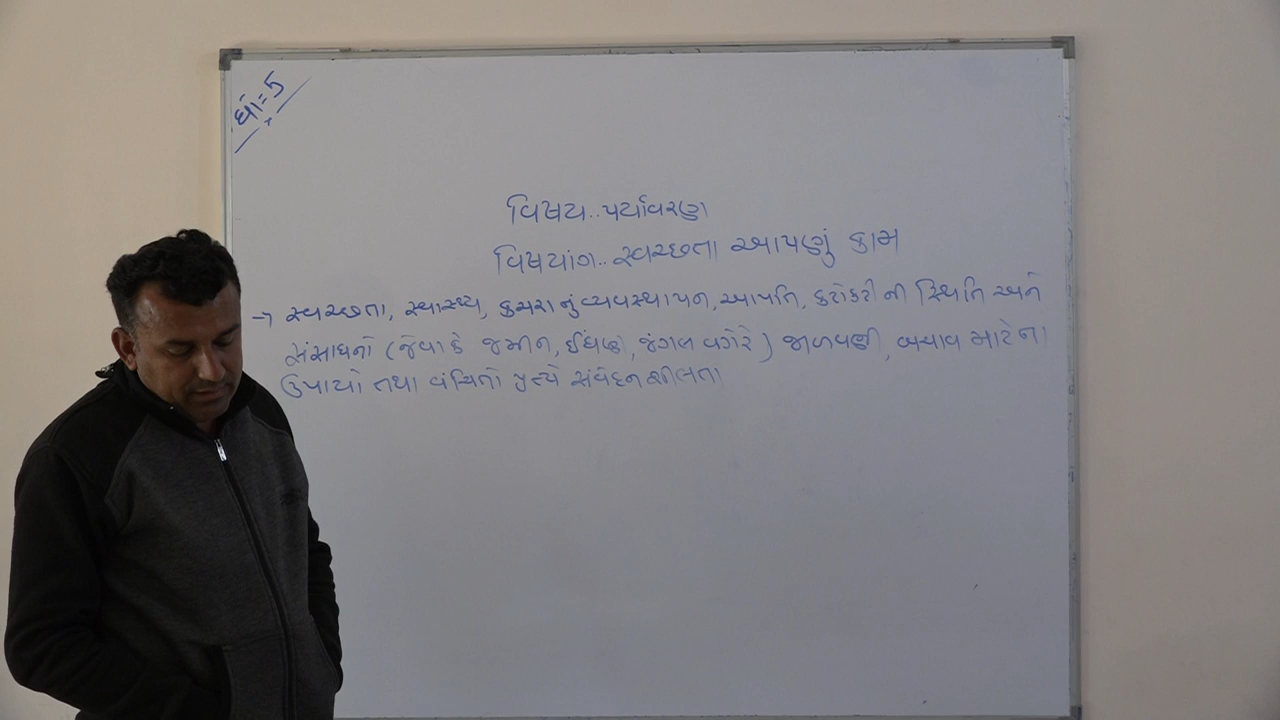 ધો=5
વિષય..પર્યાવરણ
વિષયાંગ..સ્વચ્છતા આપણું કામ
→ સ્વચ્છતા, સ્વાસ્થ્ય, કચરાનું વ્યવસ્થાપન, આપત્તિ, કટોકટી ની સ્થિતિ અને
સંસાધનો (જેવા કે જમીન, ઈંધણ, જંગલ વગેરે) જાળવણી, બચાવ માટેના
ઉપાયો તથા વંચિતો પ્રત્યે સંવેદનશીલતા